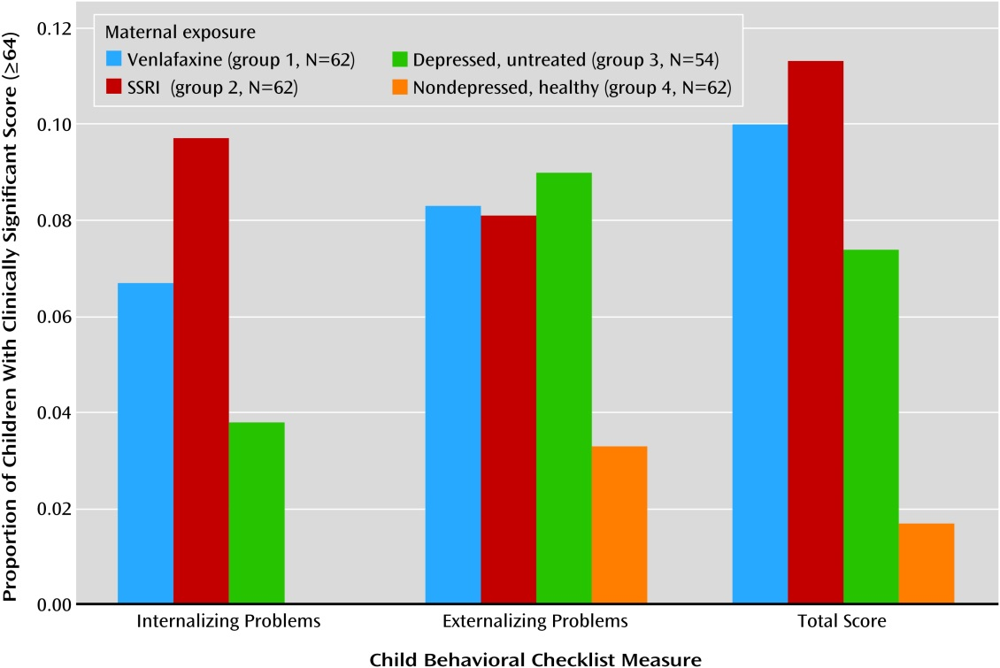 Proportion of Children With Clinically Significant Score (≥64)
0.12
0.10
0.08
0.06
0.04
0.02
0.00
Maternal exposure
Venlafaxine (group 1, N=62)
Depressed, untreated (group 3, N=54)
SSRI (group 2, N=62)
Nondepressed, healthy (group 4, N=62)
Internalizing Problems
Externalizing Problems
Total Score
Child Behavioral Checklist Measure